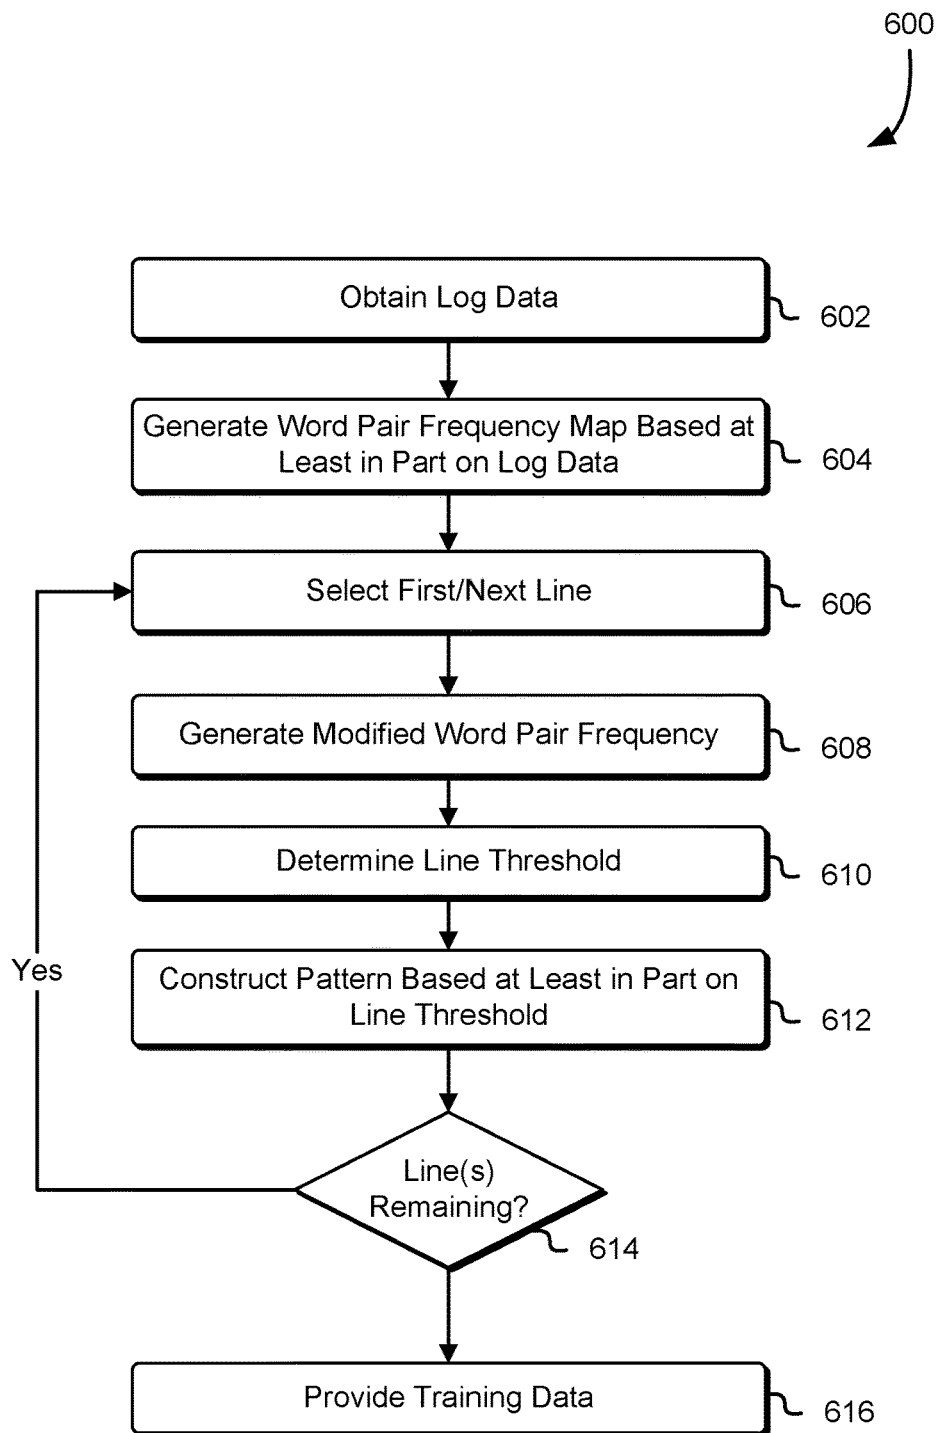 600
Obtain Log Data
602
Generate Word Pair Frequency Map Based at
Least in Part on Log Data
604
Select First/Next Line
606
Generate Modified Word Pair Frequency
608
Determine Line Threshold
610
Construct Pattern Based at Least in Part on
Line Threshold
612
Yes
Line(s)
Remaining?
614
Provide Training Data
616